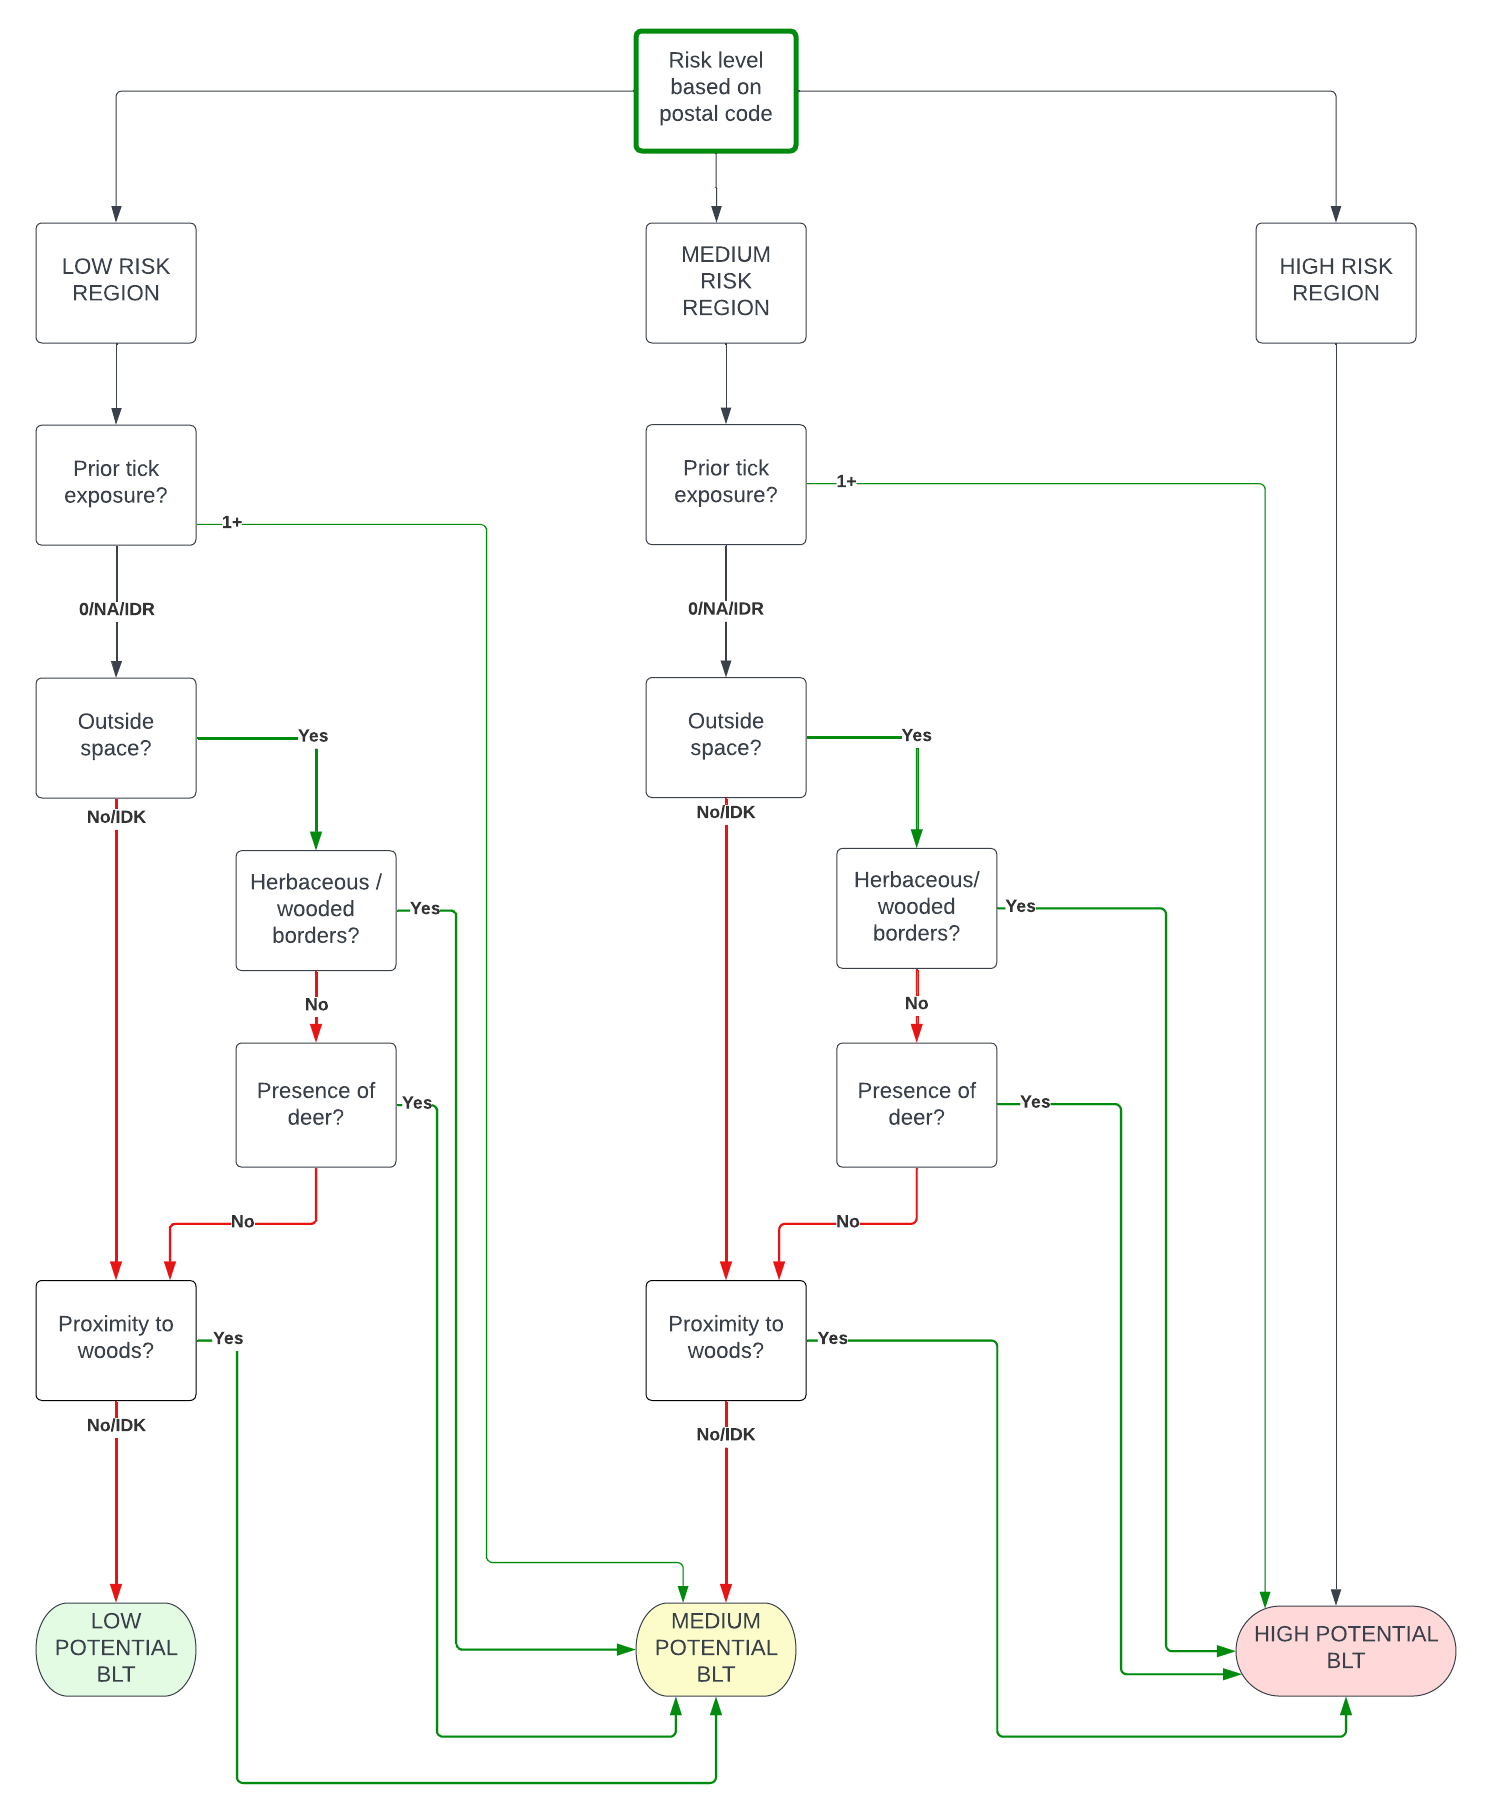 Risk level
based on
postal code
LOW RISK
REGION
MEDIUM
RISK
REGION
HIGH RISK
REGION
Prior tick
exposure?
1+
Prior tick
exposure?
1+
0/NA/IDR
0/NA/IDR
Outside
space?
Yes
Outside
space?
Yes
No/IDK
No/IDK
Herbaceous /
wooded
borders?
Yes
Herbaceous/
wooded
borders?
Yes
No
No
Presence of
deer?
Yes
Presence of
deer?
Yes
No
No
Proximity to
woods?
Yes
Proximity to
woods?
Yes
No/IDK
No/IDK
LOW
POTENTIAL
BLT
MEDIUM
POTENTIAL
BLT
HIGH POTENTIAL
BLT